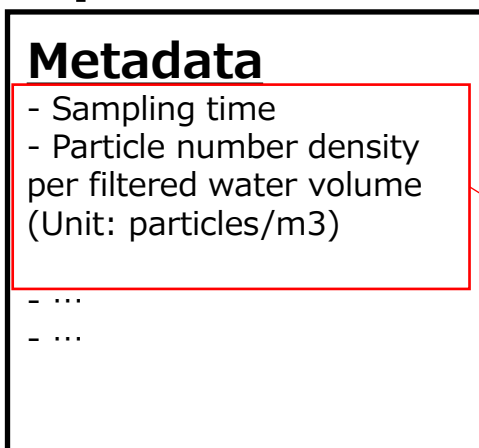 Metadata
- Sampling time
- Particle number density
per filtered water volume
(Unit: particles/m3)
- …
- …